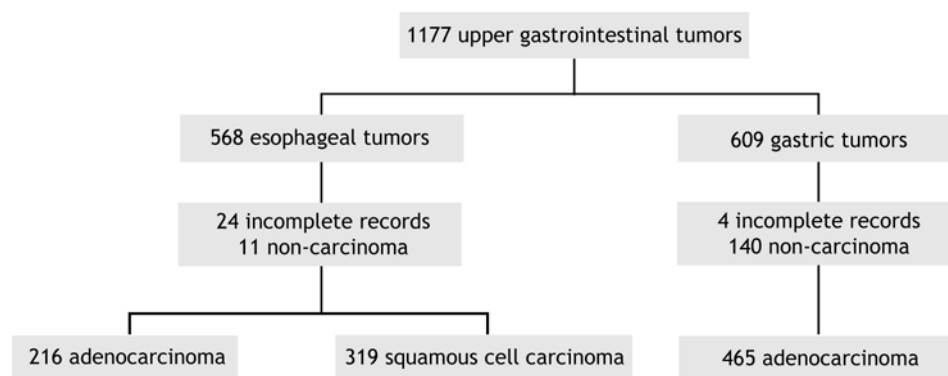 1177 upper gastrointestinal tumors
568 esophageal tumors
609 gastric tumors
24 incomplete records
11 non-carcinoma
4 incomplete records
140 non-carcinoma
216 adenocarcinoma
319 squamous cell carcinoma
465 adenocarcinoma